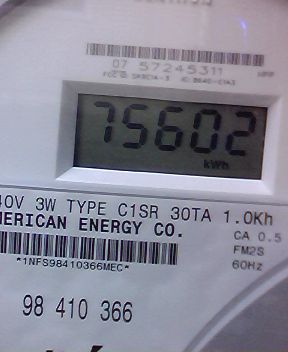 07 57245311
75602
kWh
40V 3W TYPE C1SR 30TA 1.0Kh
MERICAN ENERGY CO.
CA 0.5
FM2S
60Hz
*1NFS98410366MEC*
98 410 366